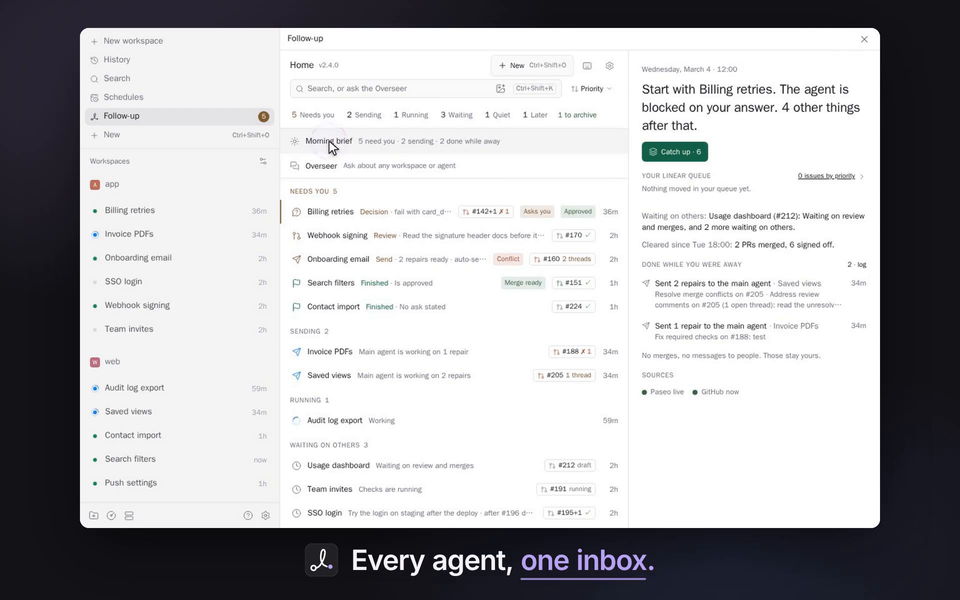 New workspace
History
Search
Schedules
Follow-up 5
New Ctrl+Shift+O
Workspaces
A app
Billing retries 36m
Invoice PDFs 34m
Onboarding email 2h
SSO login 2h
Webhook signing 2h
Team invites 2h
W web
Audit log export 59m
Saved views 34m
Contact import 1h
Search filters now
Push settings 1h
Follow-up
Home v2.4.0
New Ctrl+Shift+O
Search, or ask the Overseer Ctrl+Shift+K
Priority
5 Needs you 2 Sending 1 Running 3 Waiting 1 Quiet 1 Later 1 to archive
Morning brief 5 need you · 2 sending · 2 done while away
Overseer Ask about any workspace or agent
NEEDS YOU 5
Billing retries Decision · fail with card_d··· #142+1 ✗ 1 Asks you Approved 36m
Webhook signing Review · Read the signature header docs before it··· #170 ✓ 2h
Onboarding email Send · 2 repairs ready · auto-se··· Conflict #160 2 threads 2h
Search filters Finished · Is approved Merge ready #151 ✓ 1h
Contact import Finished · No ask stated #224 ✓ 1h
SENDING 2
Invoice PDFs Main agent is working on 1 repair #188 ✗ 1 34m
Saved views Main agent is working on 2 repairs #205 1 thread 34m
RUNNING 1
Audit log export Working 59m
WAITING ON OTHERS 3
Usage dashboard Waiting on review and merges #212 draft 2h
Team invites Checks are running #191 running 2h
SSO login Try the login on staging after the deploy · after #196 d··· #195+1 ✓ 2h
Wednesday, March 4 · 12:00
Start with Billing retries. The agent is
blocked on your answer. 4 other things
after that.
Catch up · 6
YOUR LINEAR QUEUE 0 issues by priority
Nothing moved in your queue yet.
Waiting on others: Usage dashboard (#212): Waiting on review
and merges, and 2 more waiting on others.
Cleared since Tue 18:00: 2 PRs merged, 6 signed off.
DONE WHILE YOU WERE AWAY 2 · log
Sent 2 repairs to the main agent · Saved views 34m
Resolve merge conflicts on #205 · Address review
comments on #205 (1 open thread): read the unresolv···
Sent 1 repair to the main agent · Invoice PDFs 34m
Fix required checks on #188: test
No merges, no messages to people. Those stay yours.
SOURCES
Paseo live GitHub now
Every agent, one inbox.